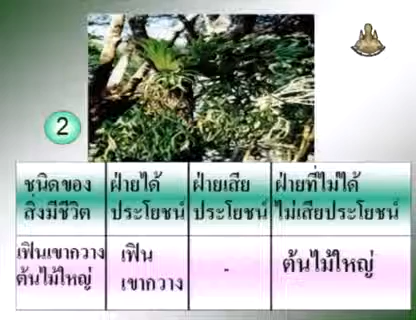 2
ชนิดของ ฝ่ายได้ ฝ่ายเสีย ฝ่ายที่ไม่ได้
สิ่งมีชีวิต ประโยชน์ ประโยชน์ ไม่เสียประโยชน์
เฟินเขากวาง เฟิน - ต้นไม้ใหญ่
ต้นไม้ใหญ่ เขากวาง